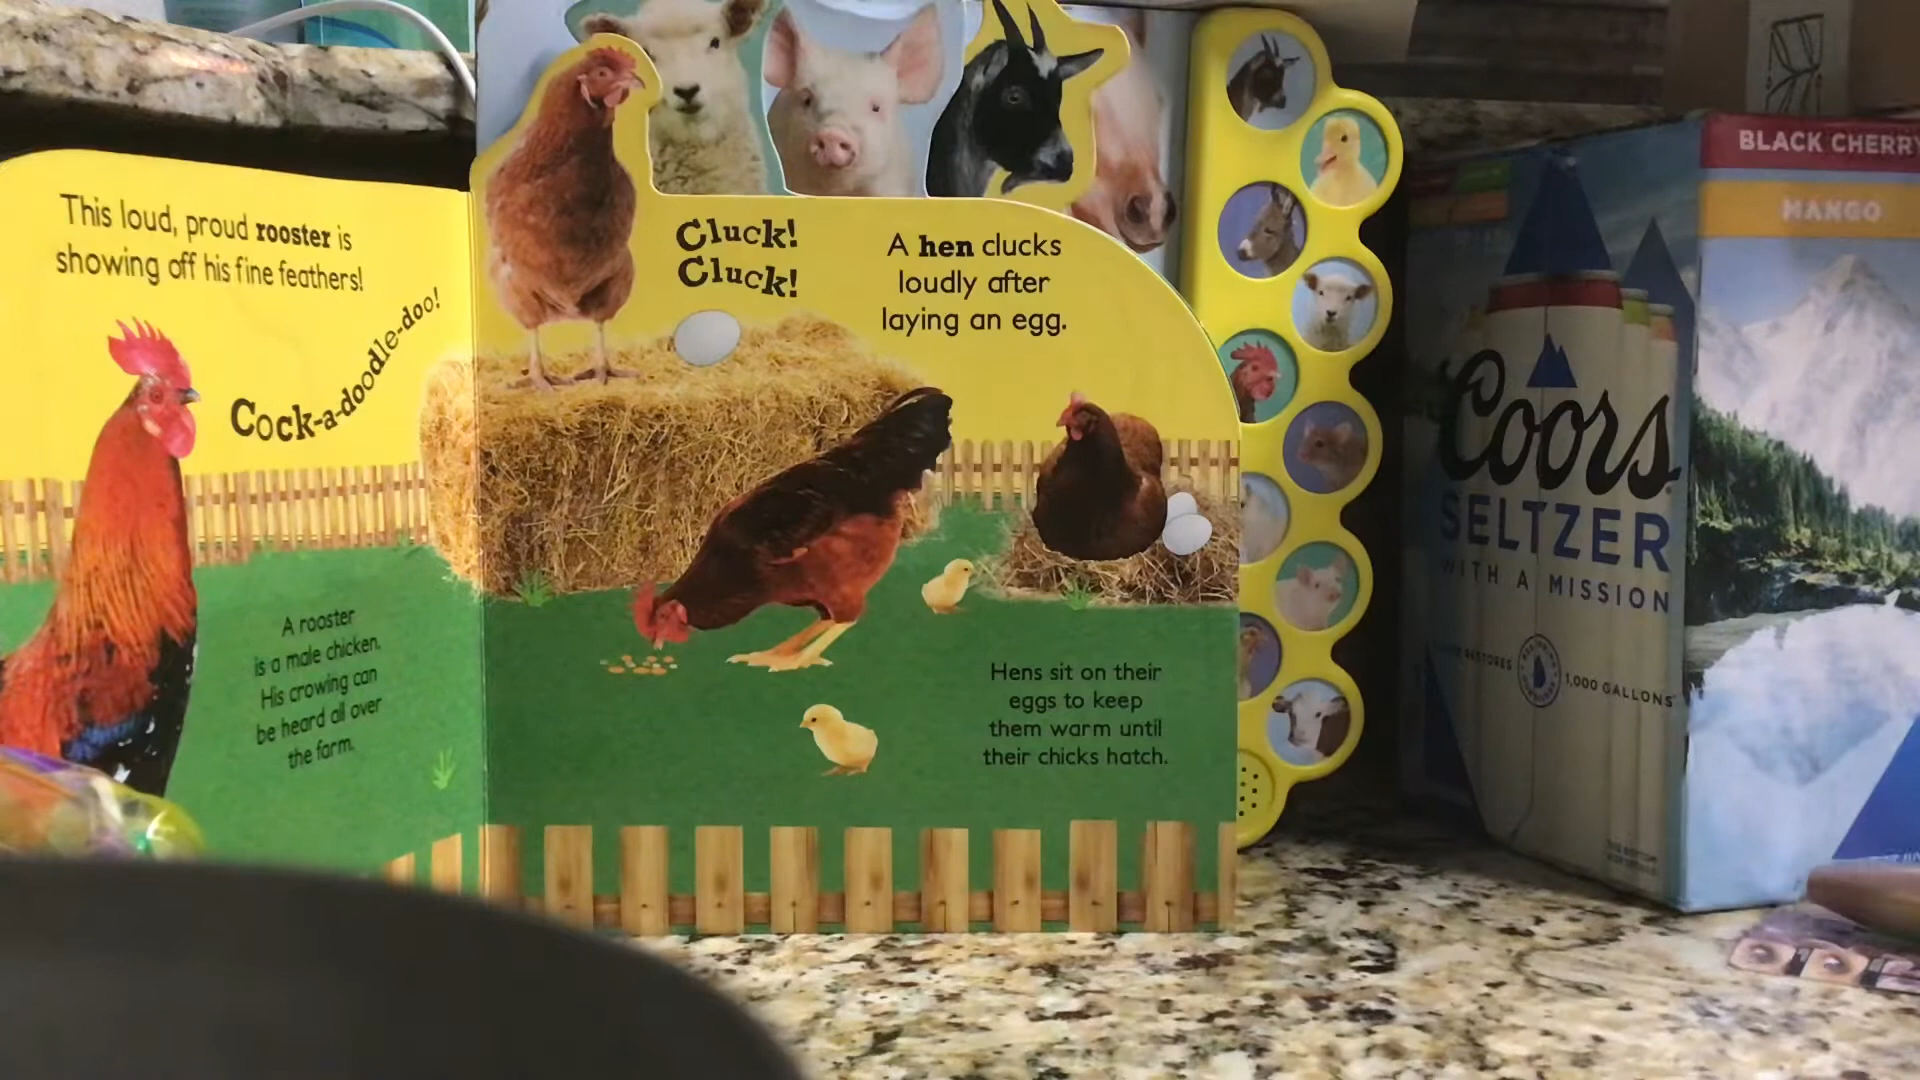 This loud, proud rooster is
showing off his fine feathers!
Cock-a-doodle-doo!
A rooster
is a male chicken.
His crowing can
be heard all over
the farm.
Cluck!
Cluck!
A hen clucks
loudly after
laying an egg.
Hens sit on their
eggs to keep
them warm until
their chicks hatch.
Coors
SELTZER
WITH A MISSION
RESTORES
1,000 GALLONS
BLACK CHERRY
MANGO